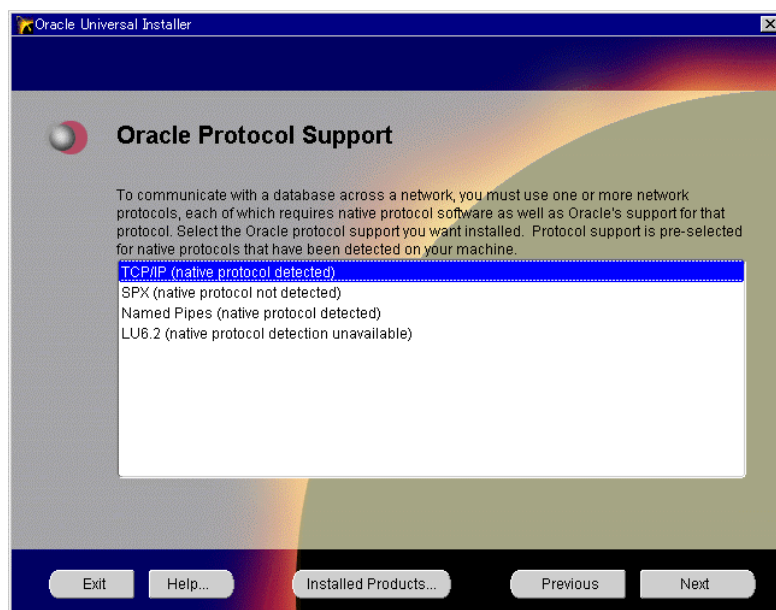 Oracle Universal Installer
Oracle Protocol Support
To communicate with a database across a network, you must use one or more network
protocols, each of which requires native protocol software as well as Oracle's support for that
protocol. Select the Oracle protocol support you want installed.  Protocol support is pre-selected
for native protocols that have been detected on your machine.
TCP/IP (native protocol detected)
SPX (native protocol not detected)
Named Pipes (native protocol detected)
LU6.2 (native protocol detection unavailable)
Exit
Help...
Installed Products...
Previous
Next